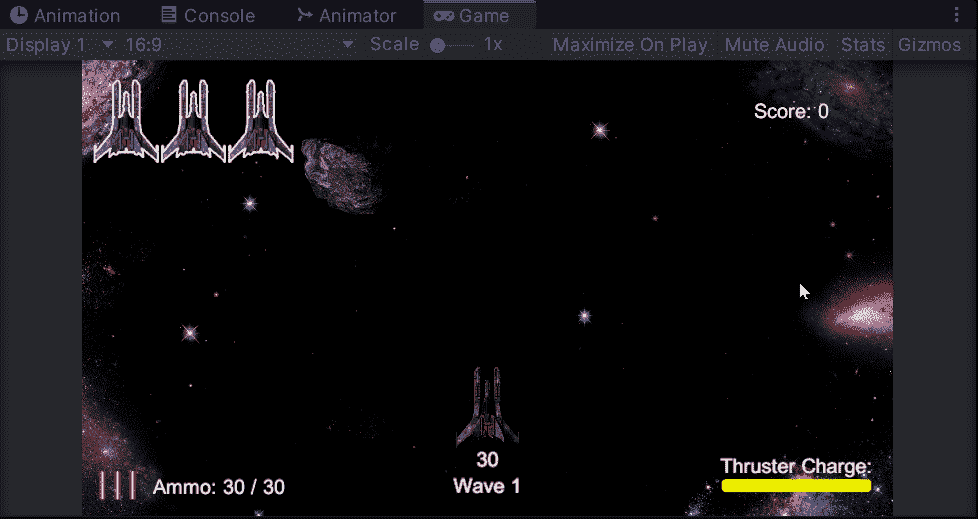 Animation Console Animator Game
Display 1 16:9 Scale 1x Maximize On Play Mute Audio Stats Gizmos
Score: 0
30
Wave 1
Ammo: 30 / 30
Thruster Charge: